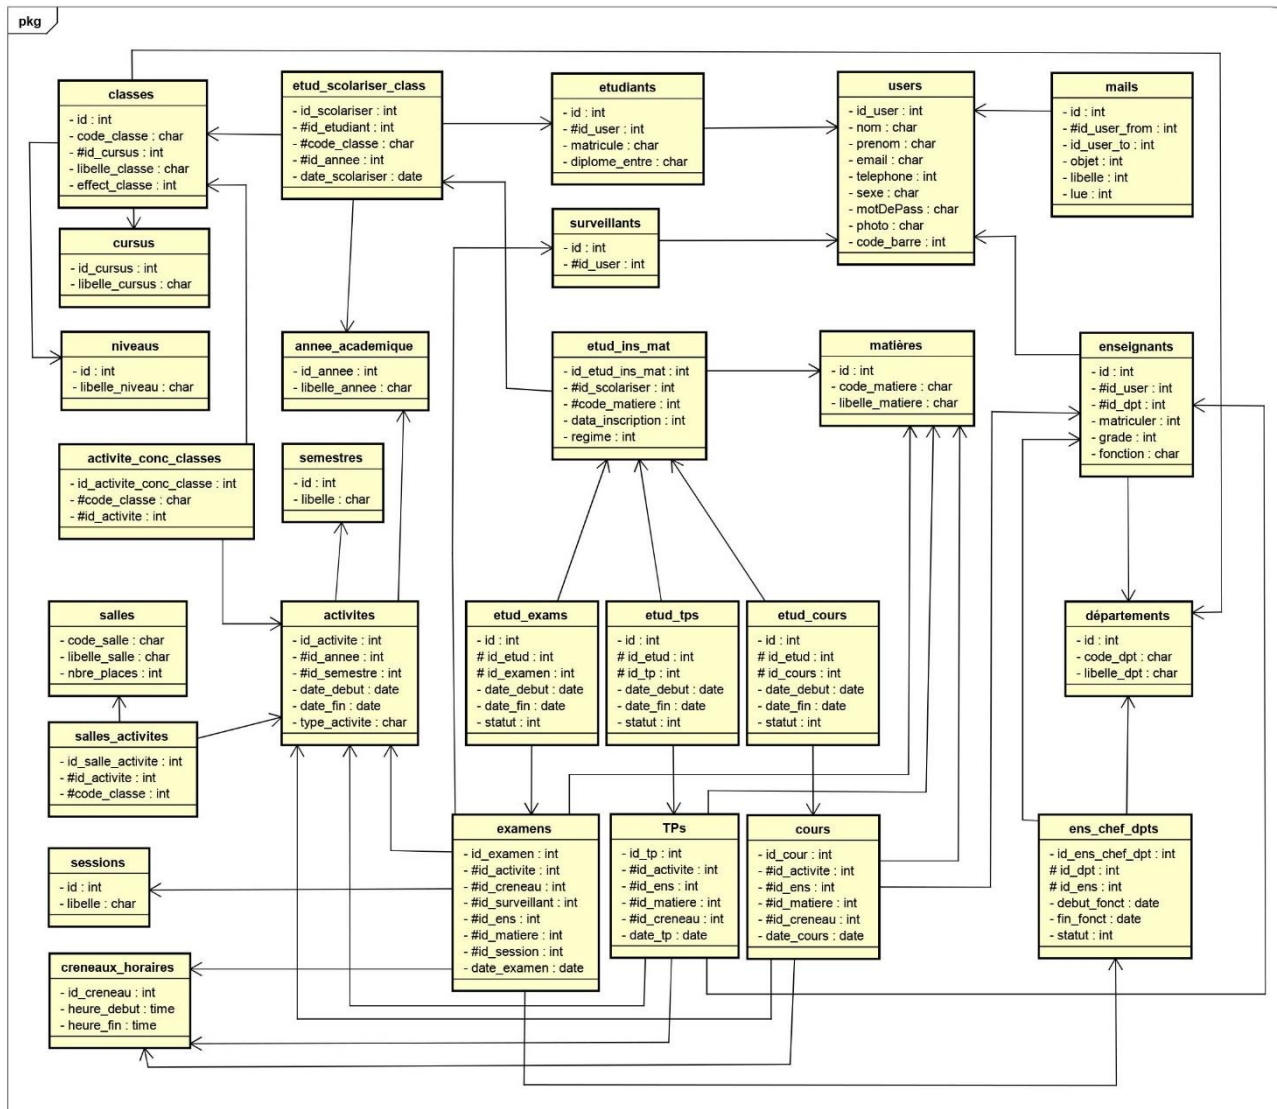 pkg
classes
- id : int
- code_classe : char
- #id_cursus : int
- libelle_classe : char
- effect_classe : int
etud_scolariser_class
- id_scolariser : int
- #id_etudiant : int
- #code_classe : char
- #id_annee : int
- date_scolariser : date
etudiants
- id : int
- #id_user : int
- matricule : char
- diplome_entre : char
users
- id_user : int
- nom : char
- prenom : char
- email : char
- telephone : int
- sexe : char
- motDePass : char
- photo : char
- code_barre : int
mails
- id : int
- #id_user_from : int
- id_user_to : int
- objet : int
- libelle : int
- lue : int
cursus
- id_cursus : int
- libelle_cursus : char
surveillants
- id : int
- #id_user : int
niveaus
- id : int
- libelle_niveau : char
annee_academique
- id_annee : int
- libelle_annee : char
etud_ins_mat
- id_etud_ins_mat : int
- #id_scolariser : int
- #code_matiere : int
- data_inscription : int
- regime : int
matières
- id : int
- code_matiere : char
- libelle_matiere : char
enseignants
- id : int
- #id_user : int
- #id_dpt : int
- matriculer : int
- grade : int
- fonction : char
activite_conc_classes
- id_activite_conc_classe : int
- #code_classe : char
- #id_activite : int
semestres
- id : int
- libelle : char
salles
- code_salle : char
- libelle_salle : char
- nbre_places : int
activites
- id_activite : int
- #id_annee : int
- #id_semestre : int
- date_debut : date
- date_fin : date
- type_activite : char
etud_exams
- id : int
# id_etud : int
# id_examen : int
- date_debut : date
- date_fin : date
- statut : int
etud_tps
- id : int
# id_etud : int
# id_tp : int
- date_debut : date
- date_fin : date
- statut : int
etud_cours
- id : int
# id_etud : int
# id_cours : int
- date_debut : date
- date_fin : date
- statut : int
départements
- id : int
- code_dpt : char
- libelle_dpt : char
salles_activites
- id_salle_activite : int
- #id_activite : int
- #code_classe : int
examens
- id_examen : int
- #id_activite : int
- #id_creneau : int
- #id_surveillant : int
- #id_ens : int
- #id_matiere : int
- #id_session : int
- date_examen : date
TPs
- id_tp : int
- #id_activite : int
- #id_ens : int
- #id_matiere : int
- #id_creneau : int
- date_tp : date
cours
- id_cour : int
- #id_activite : int
- #id_ens : int
- #id_matiere : int
- #id_creneau : int
- date_cours : date
ens_chef_dpts
- id_ens_chef_dpt : int
# id_dpt : int
# id_ens : int
- debut_fonct : date
- fin_fonct : date
- statut : int
sessions
- id : int
- libelle : char
creneaux_horaires
- id_creneau : int
- heure_debut : time
- heure_fin : time